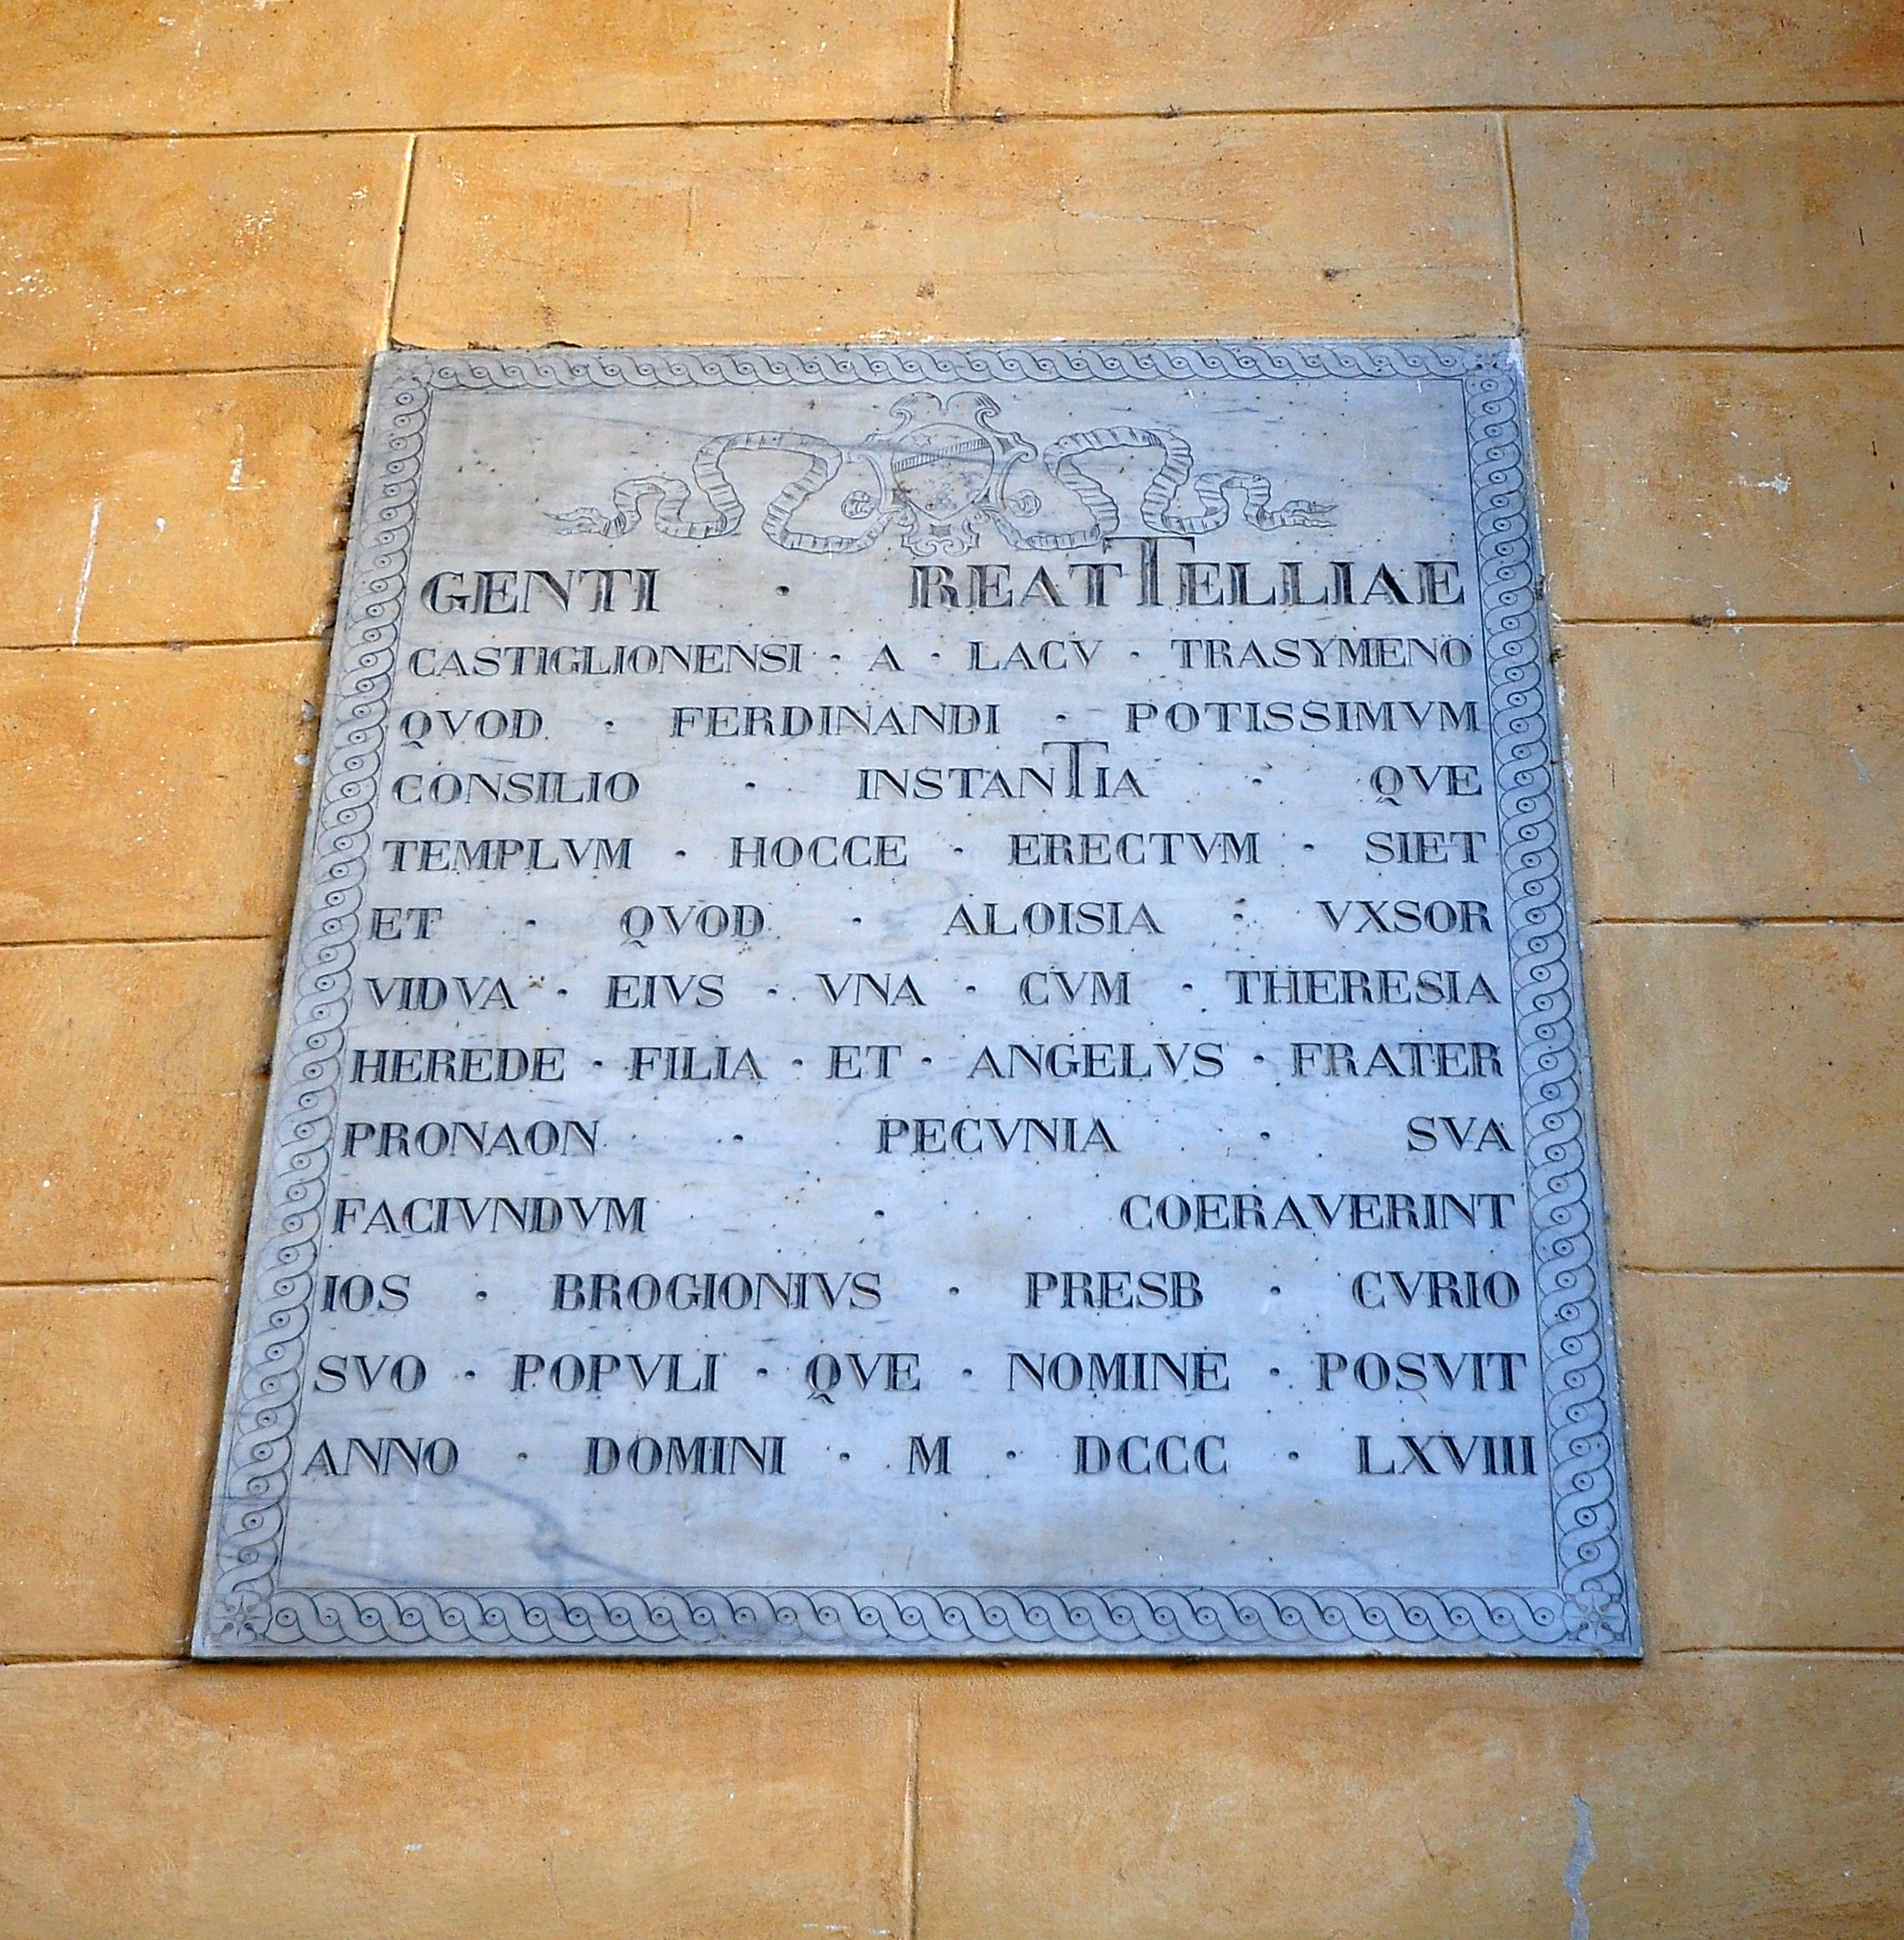 GENTI · REATTELLIAE
CASTIGLIONENSI · A · LACV · TRASYMENO
QVOD · FERDINANDI · POTISSIMVM
CONSILIO · INSTANTIA · QVE
TEMPLVM · HOCCE · ERECTVM · SIET
ET · QVOD · ALOISIA · VXSOR
VIDVA · EIVS · VNA · CVM · THERESIA
HEREDE · FILIA · ET · ANGELVS · FRATER
PRONAON · PECVNIA · SVA
FACIVNDVM · COERAVERINT
IOS · BROGIONIVS · PRESB · CVRIO
SVO · POPVLI · QVE · NOMINE · POSVIT
ANNO · DOMINI · M · DCCC · LXVIII